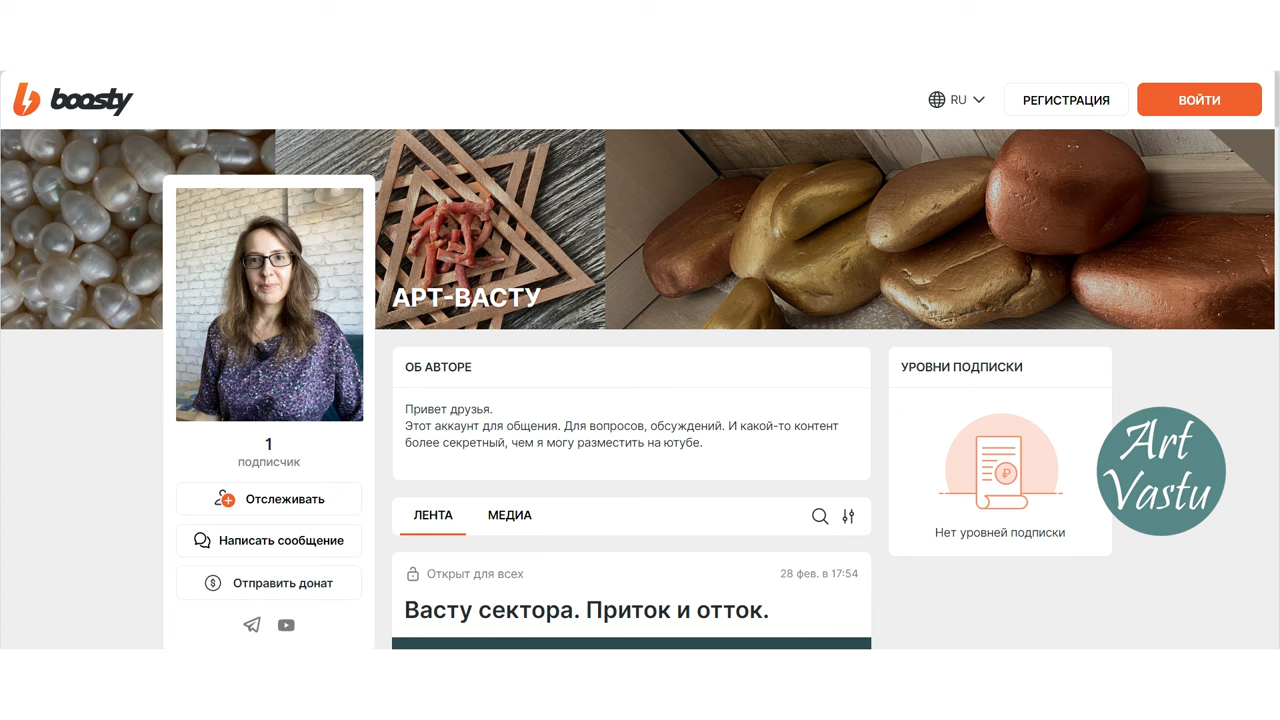 boosty
RU
РЕГИСТРАЦИЯ
ВОЙТИ
АРТ-ВАСТУ
1
подписчик
Отслеживать
Написать сообщение
Отправить донат
ОБ АВТОРЕ
Привет друзья.
Этот аккаунт для общения. Для вопросов, обсуждений. И какой-то контент
более секретный, чем я могу разместить на ютубе.
ЛЕНТА
МЕДИА
Открыт для всех
28 фев. в 17:54
Васту сектора. Приток и отток.
УРОВНИ ПОДПИСКИ
₽
Нет уровней подписки
Art
Vastu